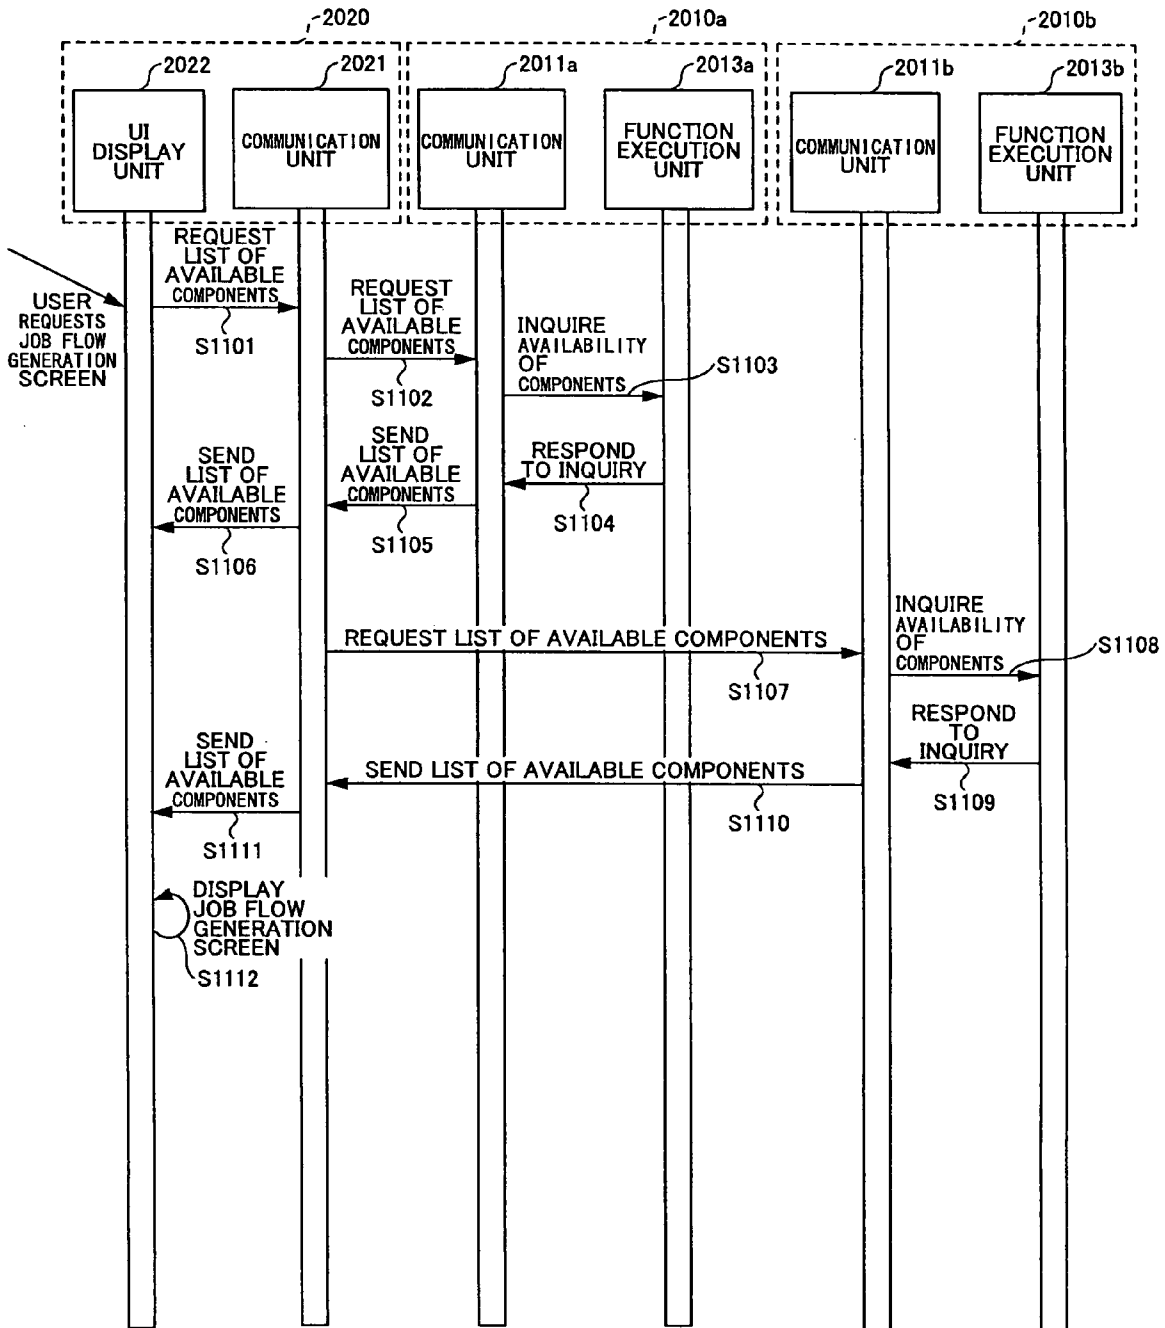 2020
2010a
2010b
2022
2021
2011a
2013a
2011b
2013b
UI
DISPLAY
UNIT
COMMUNICATION
UNIT
COMMUNICATION
UNIT
FUNCTION
EXECUTION
UNIT
COMMUNICATION
UNIT
FUNCTION
EXECUTION
UNIT
USER
REQUESTS
JOB FLOW
GENERATION
SCREEN
REQUEST
LIST OF
AVAILABLE
COMPONENTS
S1101
REQUEST
LIST OF
AVAILABLE
COMPONENTS
S1102
INQUIRE
AVAILABILITY
OF
COMPONENTS
S1103
RESPOND
TO INQUIRY
S1104
SEND
LIST OF
AVAILABLE
COMPONENTS
S1105
SEND
LIST OF
AVAILABLE
COMPONENTS
S1106
REQUEST LIST OF AVAILABLE COMPONENTS
S1107
INQUIRE
AVAILABILITY
OF
COMPONENTS
S1108
RESPOND
TO
INQUIRY
S1109
SEND LIST OF AVAILABLE COMPONENTS
S1110
SEND
LIST OF
AVAILABLE
COMPONENTS
S1111
DISPLAY
JOB FLOW
GENERATION
SCREEN
S1112